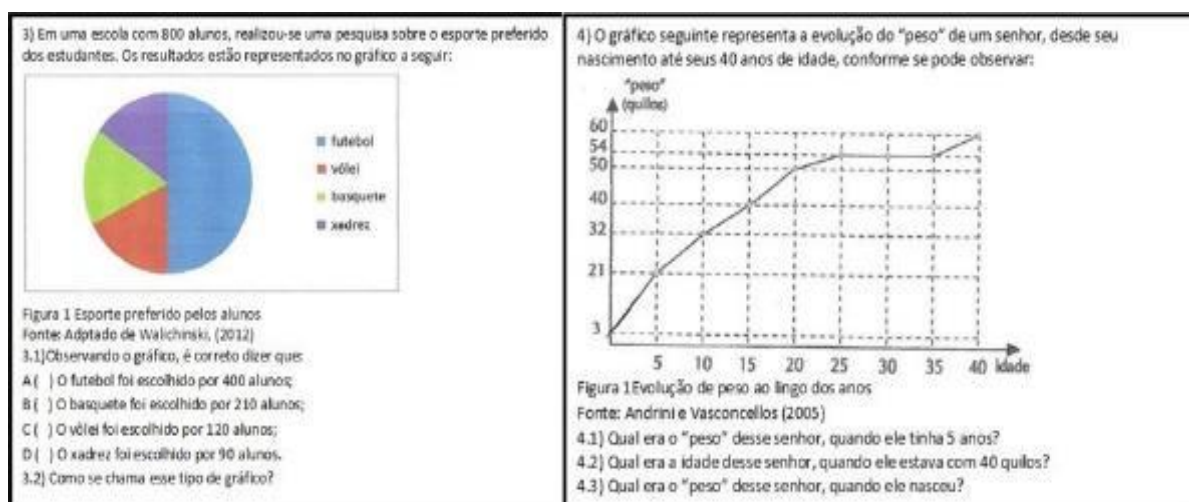 3) Em uma escola com 800 alunos, realizou-se uma pesquisa sobre o esporte preferido
dos estudantes. Os resultados estão representados no gráfico a seguir:
futebol
vôlei
basquete
xadrez
Figura 1 Esporte preferido pelos alunos
Fonte: Adptado de Walichinski, (2012)
3.1)Observando o gráfico, é correto dizer que:
A ( ) O futebol foi escolhido por 400 alunos;
B ( ) O basquete foi escolhido por 210 alunos;
C ( ) O vôlei foi escolhido por 120 alunos;
D ( ) O xadrez foi escolhido por 90 alunos.
3.2) Como se chama esse tipo de gráfico?
4) O gráfico seguinte representa a evolução do "peso" de um senhor, desde seu
nascimento até seus 40 anos de idade, conforme se pode observar:
"peso"
(quillos)
60
54
50
40
32
21
3
5 10 15 20 25 30 35 40 Idade
Figura 1Evolução de peso ao lingo dos anos
Fonte: Andrini e Vasconcellos (2005)
4.1) Qual era o "peso" desse senhor, quando ele tinha 5 anos?
4.2) Qual era a idade desse senhor, quando ele estava com 40 quilos?
4.3) Qual era o "peso" desse senhor, quando ele nasceu?